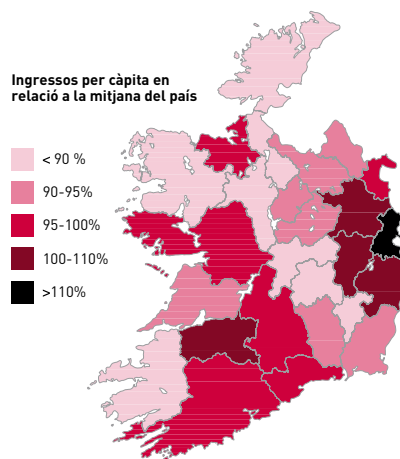 Ingressos per càpita en
relació a la mitjana del país
< 90 %
90-95%
95-100%
100-110%
>110%